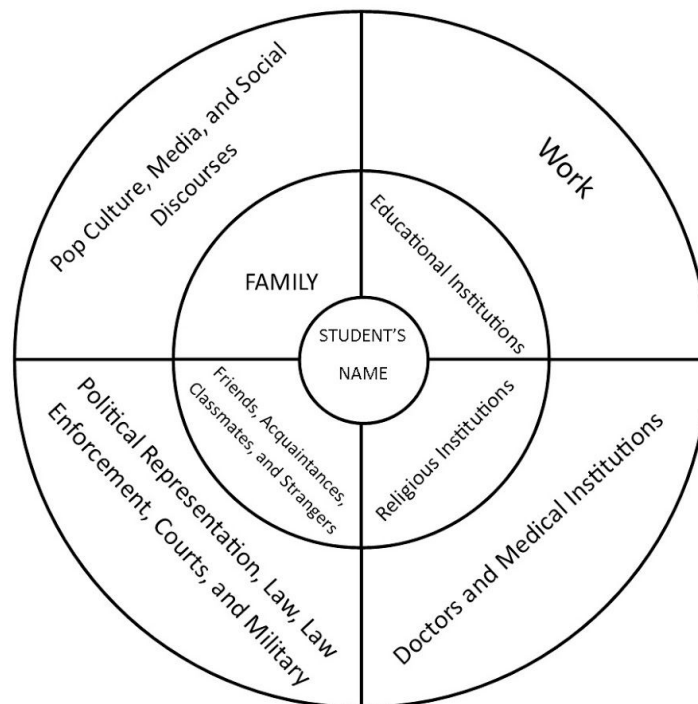 Pop Culture, Media, and Social
Discourses
Work
FAMILY
Educational Institutions
STUDENT'S
NAME
Friends, Acquaintances,
Classmates, and Strangers
Religious Institutions
Political Representation, Law, Law
Enforcement, Courts, and Military
Doctors and Medical Institutions